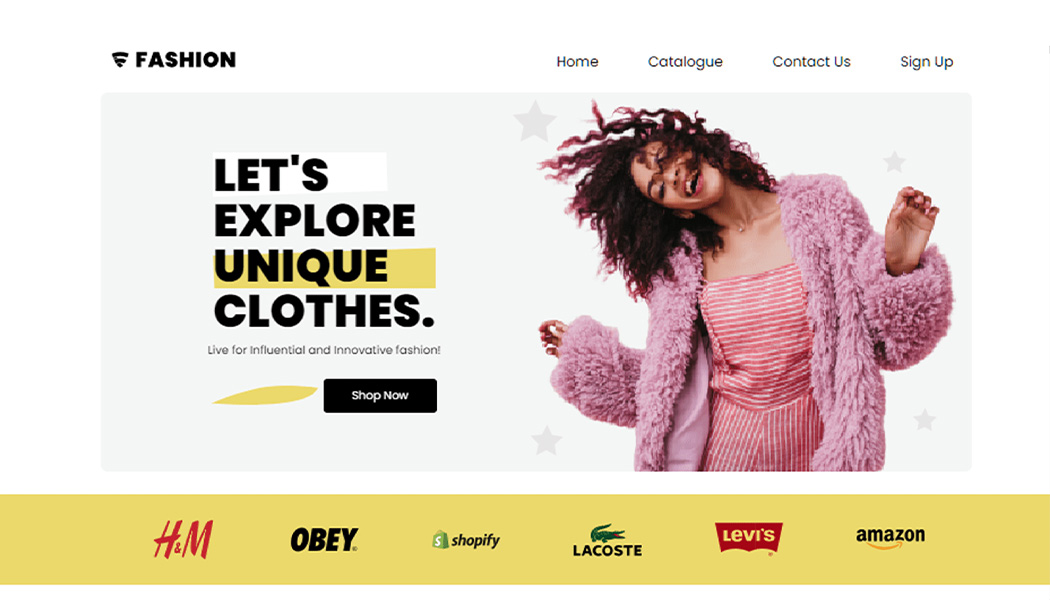 FASHION
Home Catalogue Contact Us Sign Up
LET'S
EXPLORE
UNIQUE
CLOTHES.
Live for Influential and Innovative fashion!
Shop Now
H&M OBEY shopify LACOSTE LEVI'S amazon